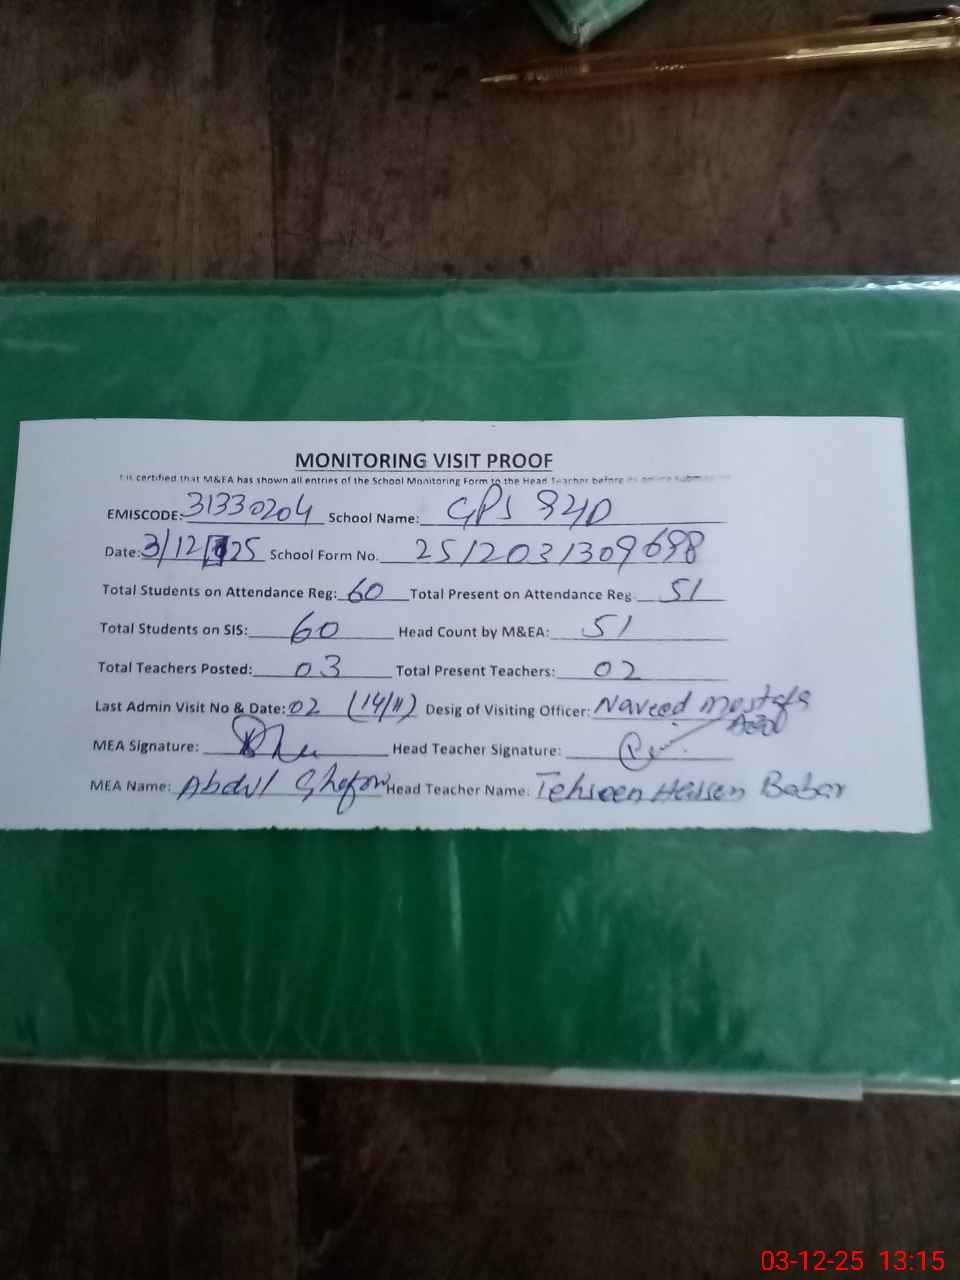 MONITORING VISIT PROOF
It is certified that M&EA has shown all entries of the School Monitoring Form to the Head Teacher before its online submission
EMISCODE: 31330204 School Name: GPS 84D
Date: 3/12/25 School Form No. 2512031309698
Total Students on Attendance Reg: 60 Total Present on Attendance Reg. 51
Total Students on SIS: 60 Head Count by M&EA: 51
Total Teachers Posted: 03 Total Present Teachers: 02
Last Admin Visit No & Date: 02 (14/11) Desig of Visiting Officer: Naveed Mostafa
MEA Signature: Head Teacher Signature:
MEA Name: Abdul Ghafoor Head Teacher Name: Tehseen Hassan Babar
03-12-25 13:15